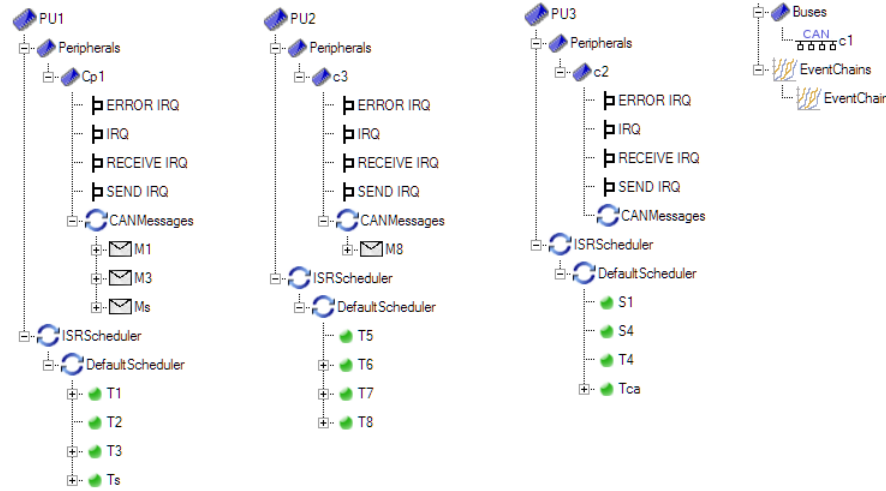 PU1
Peripherals
Cp1
ERROR IRQ
IRQ
RECEIVE IRQ
SEND IRQ
CANMessages
M1
M3
Ms
ISRScheduler
DefaultScheduler
T1
T2
T3
Ts
PU2
Peripherals
c3
ERROR IRQ
IRQ
RECEIVE IRQ
SEND IRQ
CANMessages
M8
ISRScheduler
DefaultScheduler
T5
T6
T7
T8
PU3
Peripherals
c2
ERROR IRQ
IRQ
RECEIVE IRQ
SEND IRQ
CANMessages
ISRScheduler
DefaultScheduler
S1
S4
T4
Tca
Buses
CAN c1
EventChains
EventChain